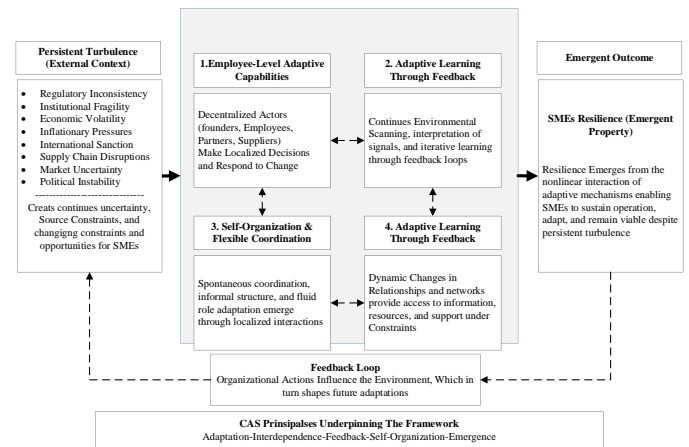 Persistent Turbulence
(External Context)
• Regulatory Inconsistency
• Institutional Fragility
• Economic Volatility
• Inflationary Pressures
• International Sanction
• Supply Chain Disruptions
• Market Uncertainty
• Political Instability
--------------------------------
Creats continues uncertainty,
Source Constraints, and
changging constraints and
opportunities for SMEs
1.Employee-Level Adaptive
Capabilities
Decentralized Actors
(founders, Employees,
Partners, Suppliers)
Make Localized Decisions
and Respond to Change
2. Adaptive Learning
Through Feedback
Continues Environmental
Scanning, interpretation of
signals, and iterative learning
through feedback loops
3. Self-Organization &
Flexible Coordination
Spontaneous coordination,
informal structure, and fluid
role adaptation emerge
through localized interactions
4. Adaptive Learning
Through Feedback
Dynamic Changes in
Relationships and networks
provide access to information,
resources, and support under
Constraints
Emergent Outcome
SMEs Resilience (Emergent
Property)
Resilience Emerges from the
nonlinear interaction of
adaptive mechanisms enabling
SMEs to sustain operation,
adapt, and remain viable despite
persistent turbulence
Feedback Loop
Organizational Actions Influence the Environment, Which in
turn shapes future adaptations
CAS Prinsipalses Underpinning The Framework
Adaptation-Interdependence-Feedback-Self-Organization-Emergence